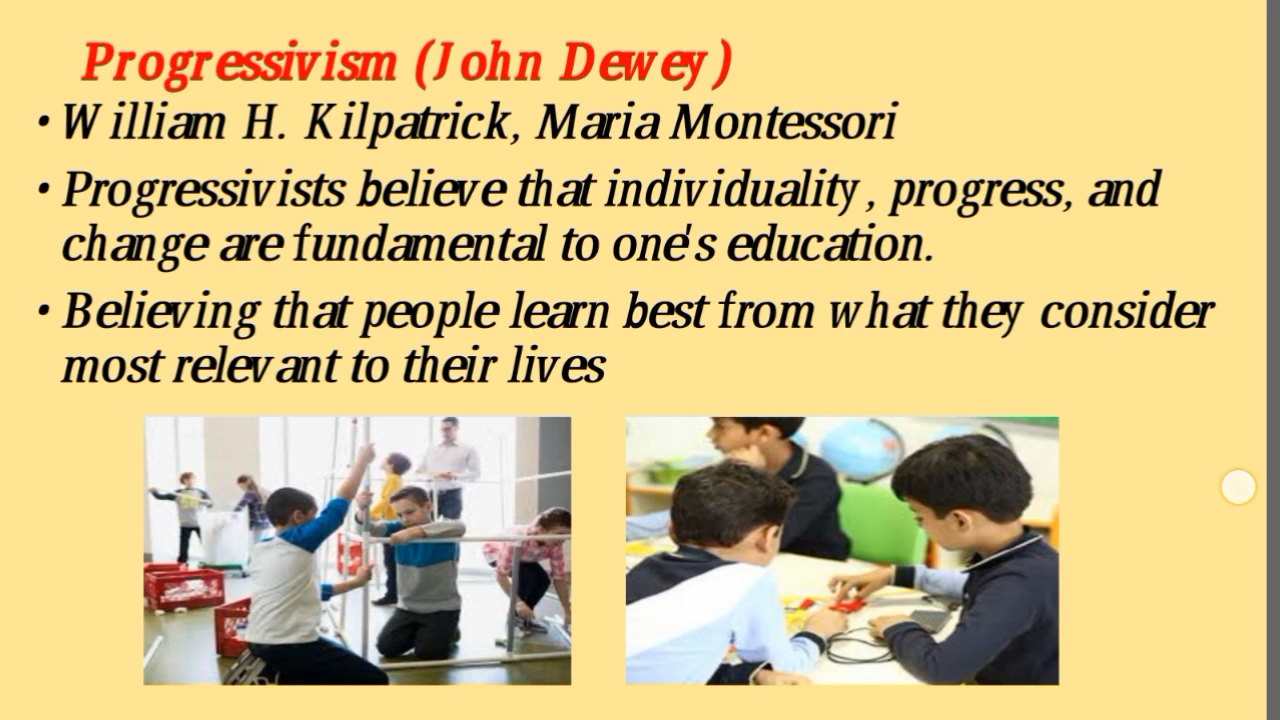 Progressivism (John Dewey)
• William H. Kilpatrick, Maria Montessori
• Progressivists believe that individuality, progress, and
change are fundamental to one's education.
• Believing that people learn best from what they consider
most relevant to their lives